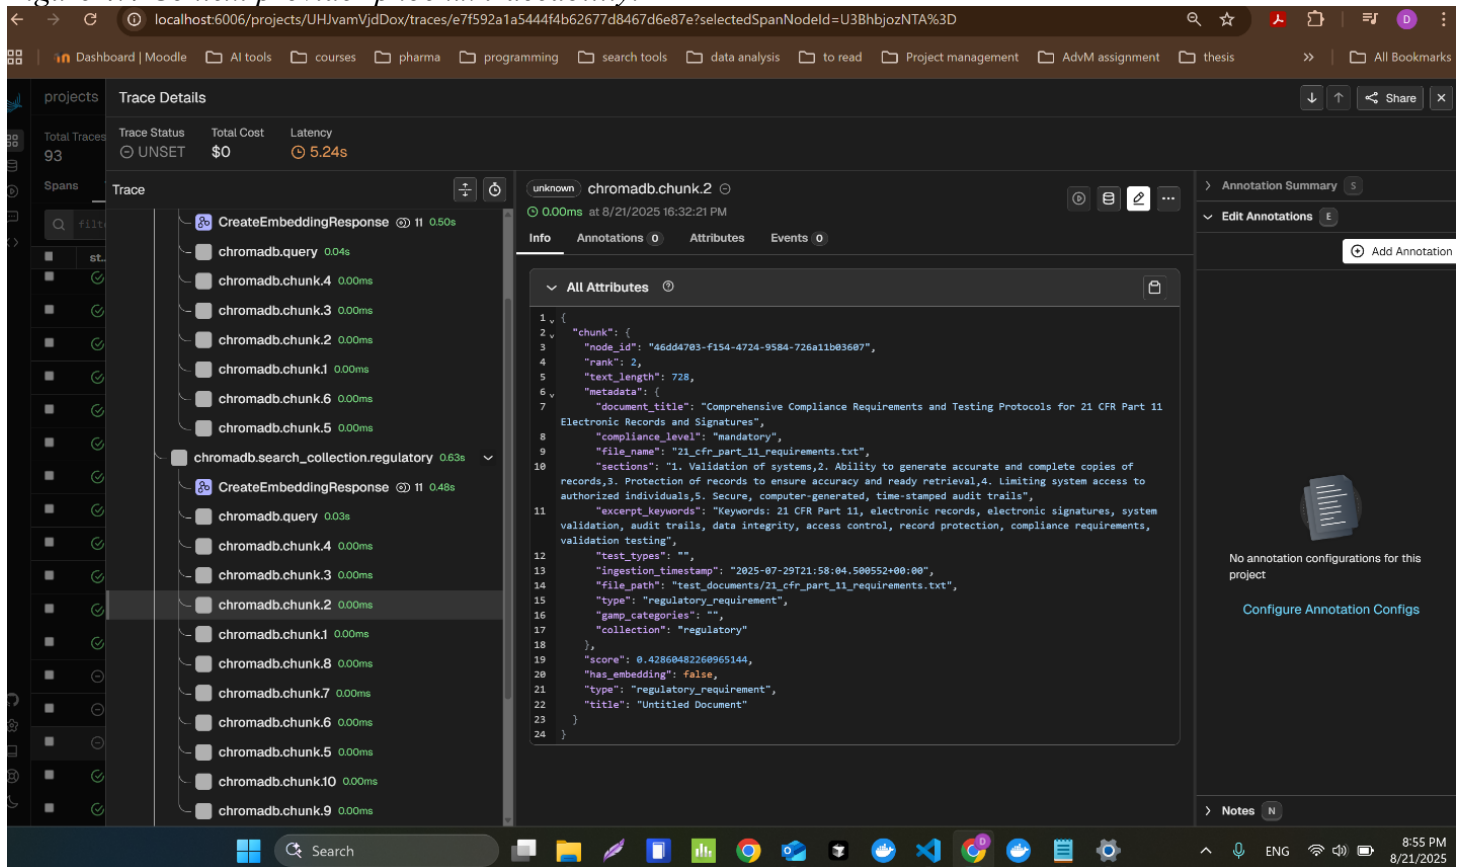 localhost:6006/projects/UHJvamVjdDox/traces/e7f592a1a5444f4b62677d8467d6e87e?selectedSpanNodeId=U3BhbjozNTA%3D
D
Dashboard | Moodle AI tools courses pharma programming search tools data analysis to read Project management AdvM assignment thesis » All Bookmarks
projects
Trace Details
Share
Total Traces
93
Trace Status Total Cost Latency
UNSET $0 5.24s
Spans
Trace
st..
CreateEmbeddingResponse 11 0.50s
chromadb.query 0.04s
chromadb.chunk.4 0.00ms
chromadb.chunk.3 0.00ms
chromadb.chunk.2 0.00ms
chromadb.chunk.1 0.00ms
chromadb.chunk.6 0.00ms
chromadb.chunk.5 0.00ms
chromadb.search_collection.regulatory 0.63s
CreateEmbeddingResponse 11 0.48s
chromadb.query 0.03s
chromadb.chunk.4 0.00ms
chromadb.chunk.3 0.00ms
chromadb.chunk.2 0.00ms
chromadb.chunk.1 0.00ms
chromadb.chunk.8 0.00ms
chromadb.chunk.7 0.00ms
chromadb.chunk.6 0.00ms
chromadb.chunk.5 0.00ms
chromadb.chunk.10 0.00ms
chromadb.chunk.9 0.00ms
unknown chromadb.chunk.2
0.00ms at 8/21/2025 16:32:21 PM
Info Annotations 0 Attributes Events 0
All Attributes
1 {
2 "chunk": {
3 "node_id": "46dd4703-f154-4724-9584-726a11b03607",
4 "rank": 2,
5 "text_length": 728,
6 "metadata": {
7 "document_title": "Comprehensive Compliance Requirements and Testing Protocols for 21 CFR Part 11
Electronic Records and Signatures",
8 "compliance_level": "mandatory",
9 "file_name": "21_cfr_part_11_requirements.txt",
10 "sections": "1. Validation of systems,2. Ability to generate accurate and complete copies of
records,3. Protection of records to ensure accuracy and ready retrieval,4. Limiting system access to
authorized individuals,5. Secure, computer-generated, time-stamped audit trails",
11 "excerpt_keywords": "Keywords: 21 CFR Part 11, electronic records, electronic signatures, system
validation, audit trails, data integrity, access control, record protection, compliance requirements,
validation testing",
12 "test_types": "",
13 "ingestion_timestamp": "2025-07-29T21:58:04.500552+00:00",
14 "file_path": "test_documents/21_cfr_part_11_requirements.txt",
15 "type": "regulatory_requirement",
16 "gamp_categories": "",
17 "collection": "regulatory"
18 },
19 "score": 0.42860482260965144,
20 "has_embedding": false,
21 "type": "regulatory_requirement",
22 "title": "Untitled Document"
23 }
24 }
Annotation Summary S
Edit Annotations E
Add Annotation
No annotation configurations for this
project
Configure Annotation Configs
Notes N
Search
ENG
8:55 PM
8/21/2025